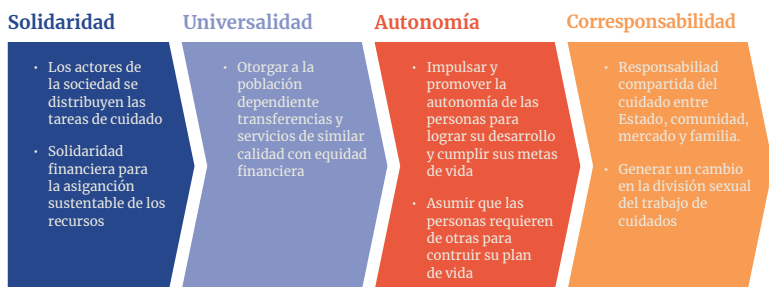 Solidaridad
• Los actores de
la sociedad se
distribuyen las
tareas de cuidado
• Solidaridad
financiera para
la asiganción
sustentable de los
recursos
Universalidad
• Otorgar a la
población
dependiente
transferencias y
servicios de similar
calidad con equidad
financiera
Autonomía
• Impulsar y
promover la
autonomía de las
personas para
lograr su desarrollo
y cumplir sus metas
de vida
• Asumir que las
personas requieren
de otras para
contruir su plan
de vida
Corresponsabilidad
• Responsabiliad
compartida del
cuidado entre
Estado, comunidad,
mercado y familia.
• Generar un cambio
en la división sexual
del trabajo de
cuidados